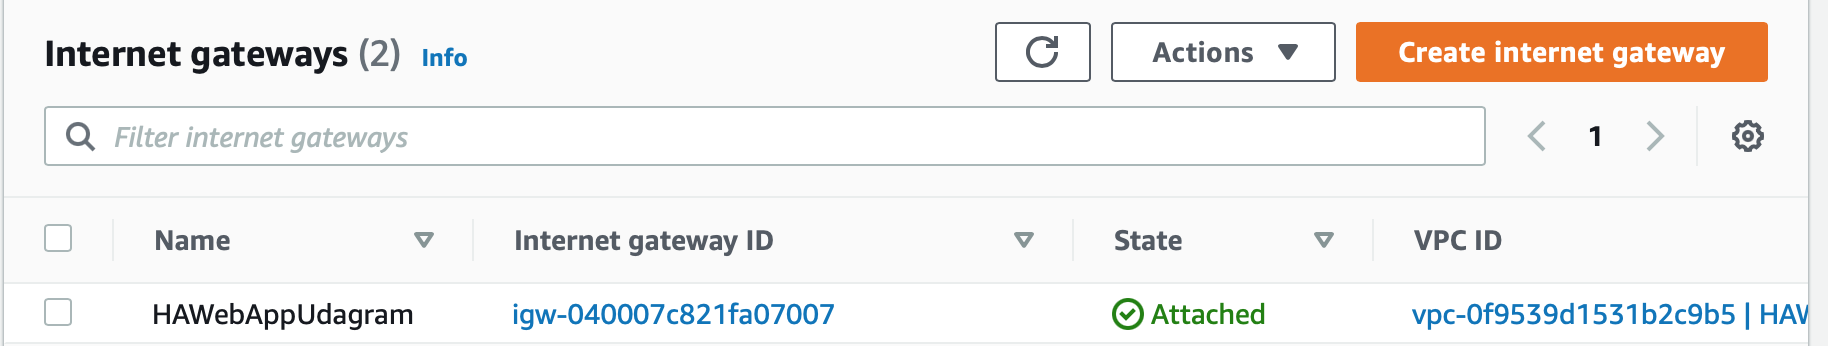 Internet gateways (2) Info
Actions
Create internet gateway
Filter internet gateways
1
Name Internet gateway ID State VPC ID
HAWebAppUdagram igw-040007c821fa07007 Attached vpc-0f9539d1531b2c9b5 |